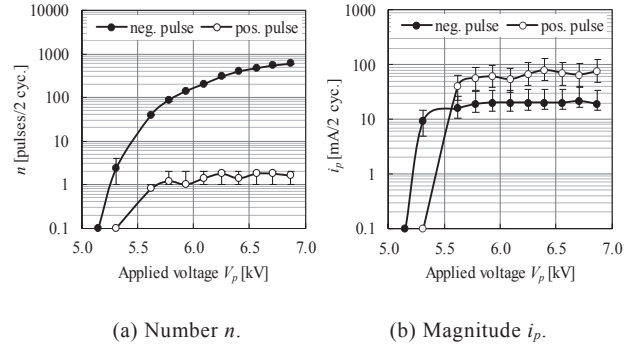 neg. pulse
pos. pulse
10000
1000
100
10
1
0.1
n [pulses/2 cyc.]
5.0
5.5
6.0
6.5
7.0
Applied voltage Vp [kV]
(a) Number n.
neg. pulse
pos. pulse
1000
100
10
1
0.1
ip [mA/2 cyc.]
5.0
5.5
6.0
6.5
7.0
Applied voltage Vp [kV]
(b) Magnitude ip.